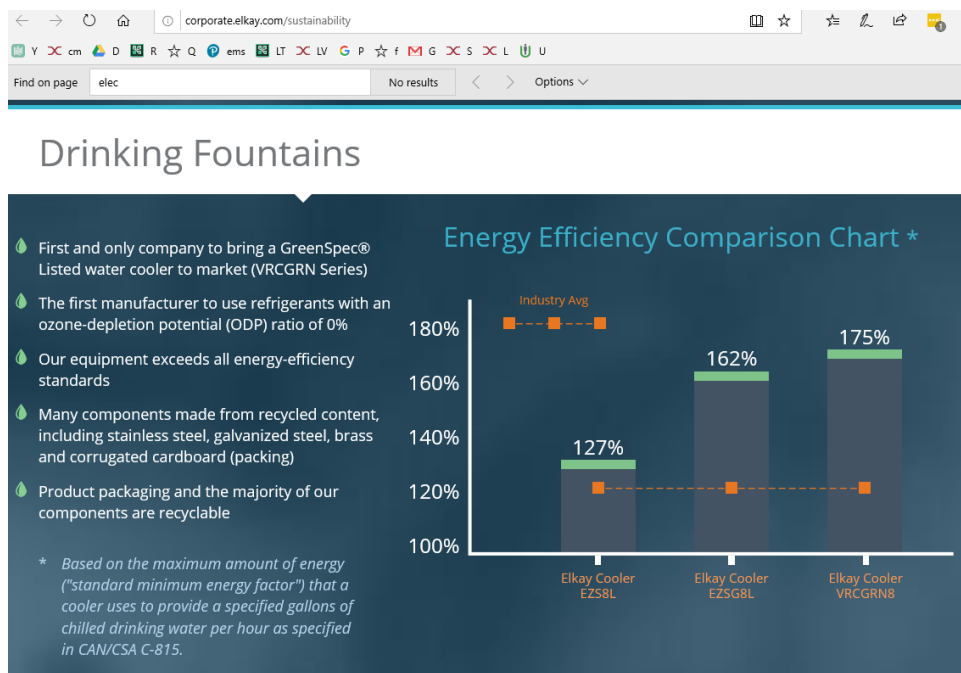 corporate.elkay.com/sustainability
Y cm D R Q ems LT LV G P f M G S L U
Find on page elec No results Options
Drinking Fountains
First and only company to bring a GreenSpec®
Listed water cooler to market (VRCGRN Series)
The first manufacturer to use refrigerants with an
ozone-depletion potential (ODP) ratio of 0%
Our equipment exceeds all energy-efficiency
standards
Many components made from recycled content,
including stainless steel, galvanized steel, brass
and corrugated cardboard (packing)
Product packaging and the majority of our
components are recyclable
* Based on the maximum amount of energy
("standard minimum energy factor") that a
cooler uses to provide a specified gallons of
chilled drinking water per hour as specified
in CAN/CSA C-815.
Energy Efficiency Comparison Chart *
Industry Avg
180%
160%
140%
120%
100%
127%
162%
175%
Elkay Cooler
EZS8L
Elkay Cooler
EZSG8L
Elkay Cooler
VRCGRN8